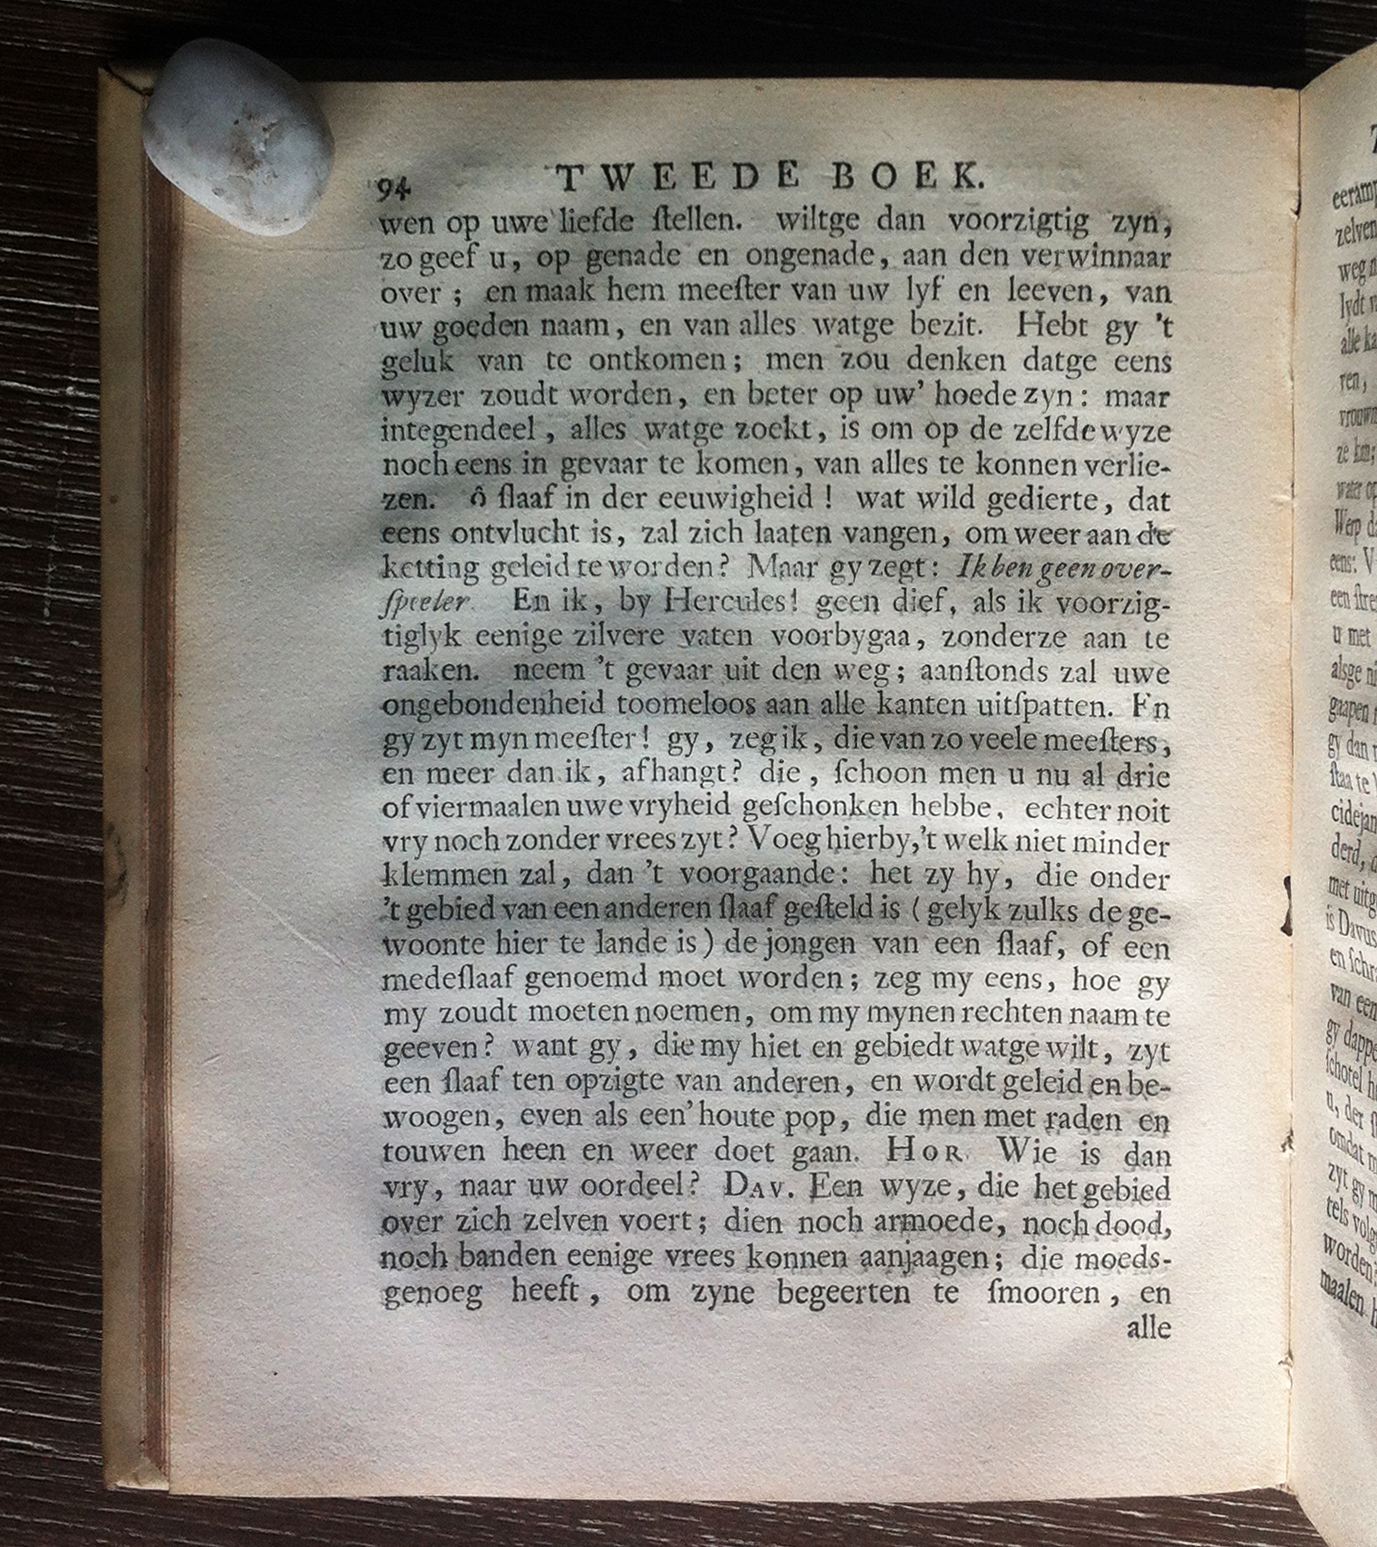 94 TWEEDE BOEK.
wen op uwe liefde ſtellen. wiltge dan voorzigtig zyn,
zo geef u, op genade en ongenade, aan den verwinnaar
over ; en maak hem meeſter van uw lyf en leeven, van
uw goeden naam, en van alles watge bezit. Hebt gy 't
geluk van te ontkomen; men zou denken datge eens
wyzer zoudt worden, en beter op uw' hoede zyn: maar
integendeel, alles watge zoekt, is om op de zelfde wyze
noch eens in gevaar te komen, van alles te konnen verlie-
zen. ô ſlaaf in der eeuwigheid ! wat wild gedierte, dat
eens ontvlucht is, zal zich laaten vangen, om weer aan de
ketting geleid te worden? Maar gy zegt: Ik ben geen over-
ſpeeler. En ik, by Hercules! geen dief, als ik voorzig-
tiglyk eenige zilvere vaten voorbygaa, zonderze aan te
raaken. neem 't gevaar uit den weg; aanſtonds zal uwe
ongebondenheid toomeloos aan alle kanten uitſpatten. En
gy zyt myn meeſter! gy, zeg ik, die van zo veele meeſters,
en meer dan ik, afhangt? die, ſchoon men u nu al drie
of viermaalen uwe vryheid geſchonken hebbe, echter noit
vry noch zonder vrees zyt? Voeg hierby,'t welk niet minder
klemmen zal, dan 't voorgaande: het zy hy, die onder
't gebied van een anderen ſlaaf geſteld is (gelyk zulks de ge-
woonte hier te lande is) de jongen van een ſlaaf, of een
medeſlaaf genoemd moet worden; zeg my eens, hoe gy
my zoudt moeten noemen, om my mynen rechten naam te
geeven? want gy, die my hiet en gebiedt watge wilt, zyt
een ſlaaf ten opzigte van anderen, en wordt geleid en be-
woogen, even als een' houte pop, die men met raden en
touwen heen en weer doet gaan. HOR. Wie is dan
vry, naar uw oordeel? DAV. Een wyze, die het gebied
over zich zelven voert; dien noch armoede, noch dood,
noch banden eenige vrees konnen aanjaagen; die moeds-
genoeg heeft, om zyne begeerten te ſmooren, en
alle